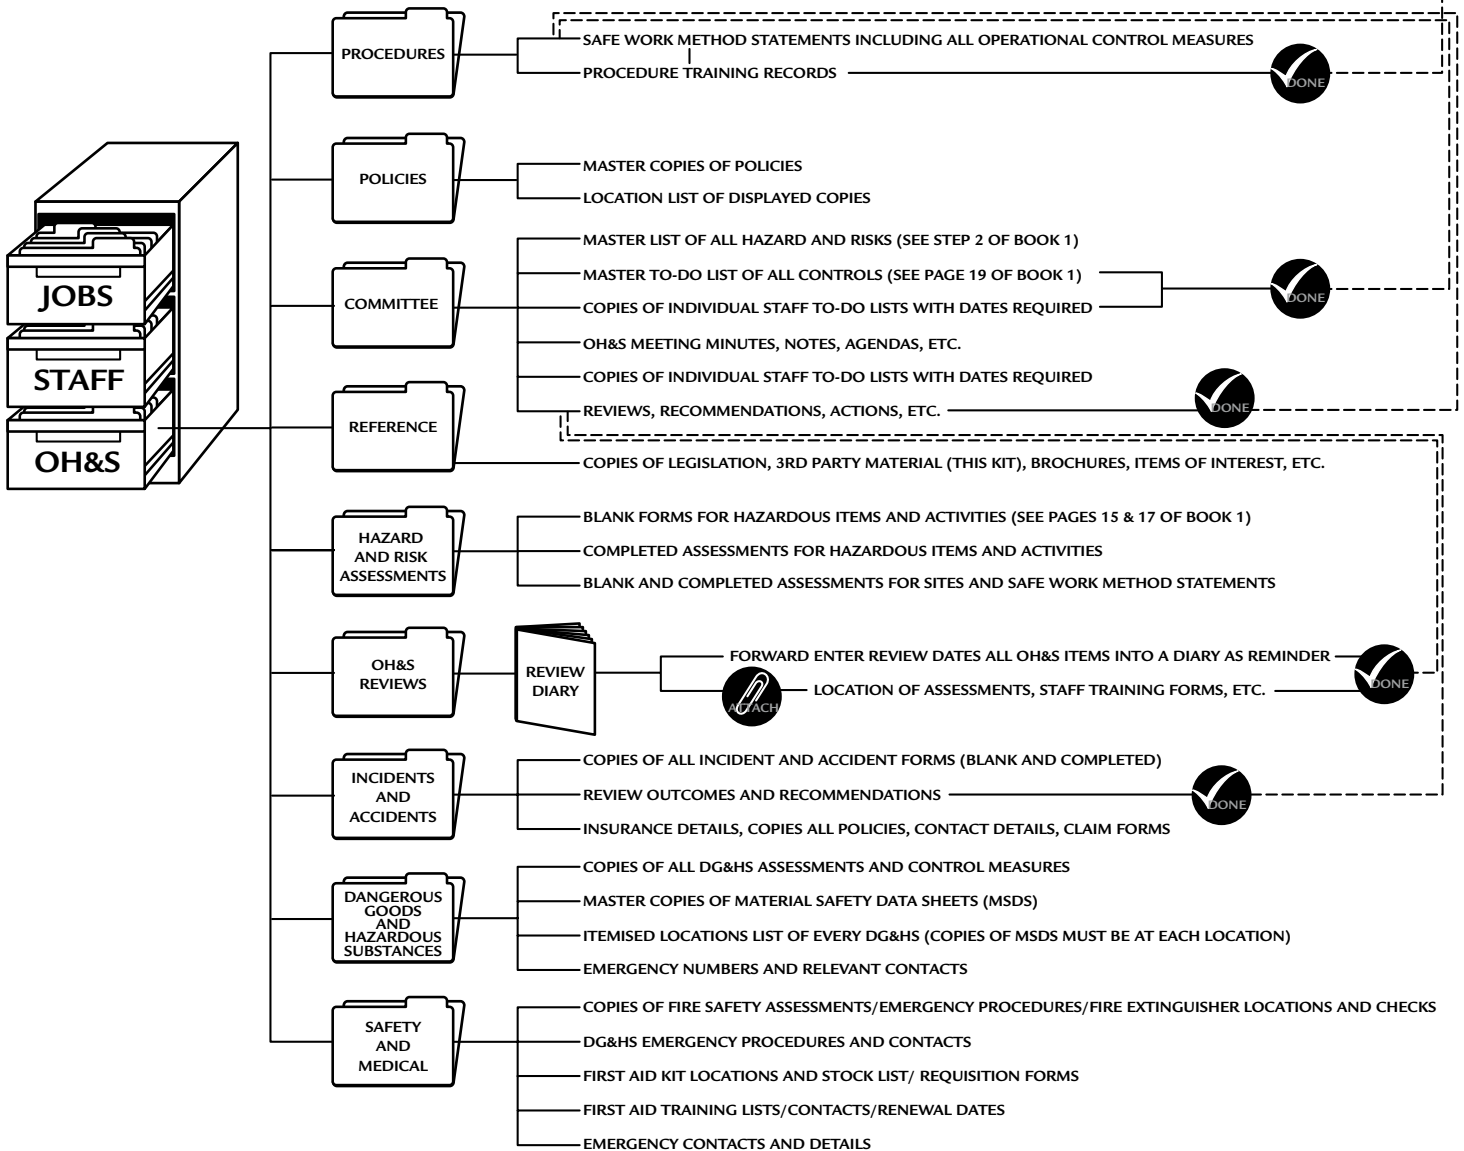 PROCEDURES
SAFE WORK METHOD STATEMENTS INCLUDING ALL OPERATIONAL CONTROL MEASURES
PROCEDURE TRAINING RECORDS
DONE
POLICIES
MASTER COPIES OF POLICIES
LOCATION LIST OF DISPLAYED COPIES
JOBS
STAFF
OH&S
COMMITTEE
MASTER LIST OF ALL HAZARD AND RISKS (SEE STEP 2 OF BOOK 1)
MASTER TO-DO LIST OF ALL CONTROLS (SEE PAGE 19 OF BOOK 1)
COPIES OF INDIVIDUAL STAFF TO-DO LISTS WITH DATES REQUIRED
DONE
OH&S MEETING MINUTES, NOTES, AGENDAS, ETC.
COPIES OF INDIVIDUAL STAFF TO-DO LISTS WITH DATES REQUIRED
REVIEWS, RECOMMENDATIONS, ACTIONS, ETC.
DONE
REFERENCE
COPIES OF LEGISLATION, 3RD PARTY MATERIAL (THIS KIT), BROCHURES, ITEMS OF INTEREST, ETC.
HAZARD
AND RISK
ASSESSMENTS
BLANK FORMS FOR HAZARDOUS ITEMS AND ACTIVITIES (SEE PAGES 15 & 17 OF BOOK 1)
COMPLETED ASSESSMENTS FOR HAZARDOUS ITEMS AND ACTIVITIES
BLANK AND COMPLETED ASSESSMENTS FOR SITES AND SAFE WORK METHOD STATEMENTS
OH&S
REVIEWS
REVIEW
DIARY
FORWARD ENTER REVIEW DATES ALL OH&S ITEMS INTO A DIARY AS REMINDER
ATTACH
LOCATION OF ASSESSMENTS, STAFF TRAINING FORMS, ETC.
DONE
INCIDENTS
AND
ACCIDENTS
COPIES OF ALL INCIDENT AND ACCIDENT FORMS (BLANK AND COMPLETED)
REVIEW OUTCOMES AND RECOMMENDATIONS
DONE
INSURANCE DETAILS, COPIES ALL POLICIES, CONTACT DETAILS, CLAIM FORMS
DANGEROUS
GOODS
AND
HAZARDOUS
SUBSTANCES
COPIES OF ALL DG&HS ASSESSMENTS AND CONTROL MEASURES
MASTER COPIES OF MATERIAL SAFETY DATA SHEETS (MSDS)
ITEMISED LOCATIONS LIST OF EVERY DG&HS (COPIES OF MSDS MUST BE AT EACH LOCATION)
EMERGENCY NUMBERS AND RELEVANT CONTACTS
SAFETY
AND
MEDICAL
COPIES OF FIRE SAFETY ASSESSMENTS/EMERGENCY PROCEDURES/FIRE EXTINGUISHER LOCATIONS AND CHECKS
DG&HS EMERGENCY PROCEDURES AND CONTACTS
FIRST AID KIT LOCATIONS AND STOCK LIST/ REQUISITION FORMS
FIRST AID TRAINING LISTS/CONTACTS/RENEWAL DATES
EMERGENCY CONTACTS AND DETAILS